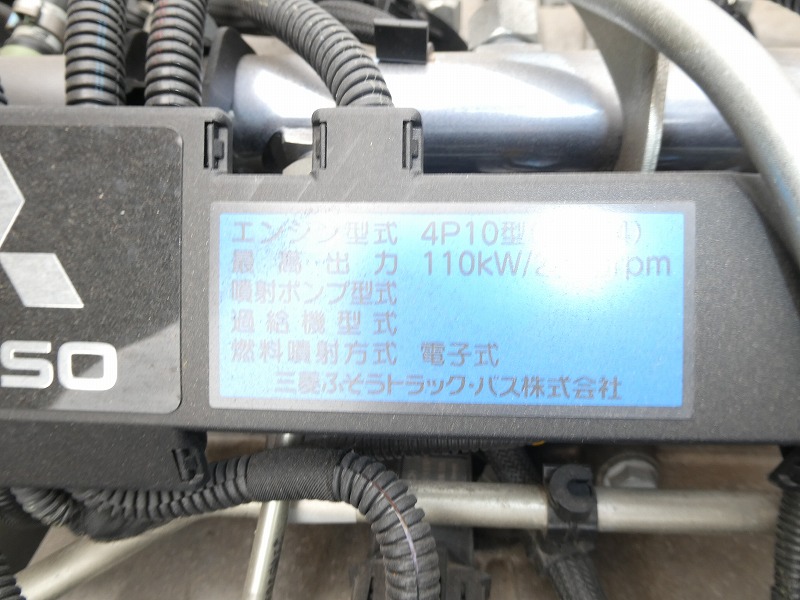 SO
エンジン型式 4P10型
最高出力 110kW/ rpm
噴射ポンプ型式
過給機型式
燃料噴射方式 電子式
三菱ふそうトラック・バス株式会社